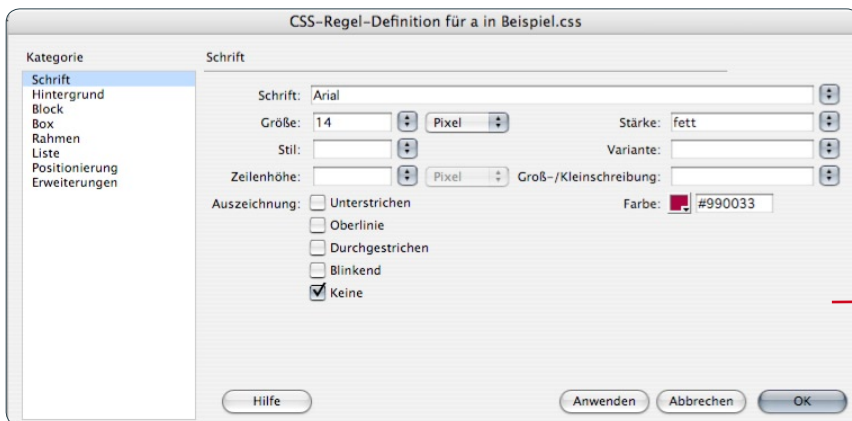 CSS-Regel-Definition für a in Beispiel.css
Kategorie
Schrift
Hintergrund
Block
Box
Rahmen
Liste
Positionierung
Erweiterungen
Schrift
Schrift: Arial
Größe: 14 Pixel Stärke: fett
Stil: Variante:
Zeilenhöhe: Pixel Groß-/Kleinschreibung:
Auszeichnung: Unterstrichen Farbe: #990033
Oberlinie
Durchgestrichen
Blinkend
Keine
Hilfe Anwenden Abbrechen OK